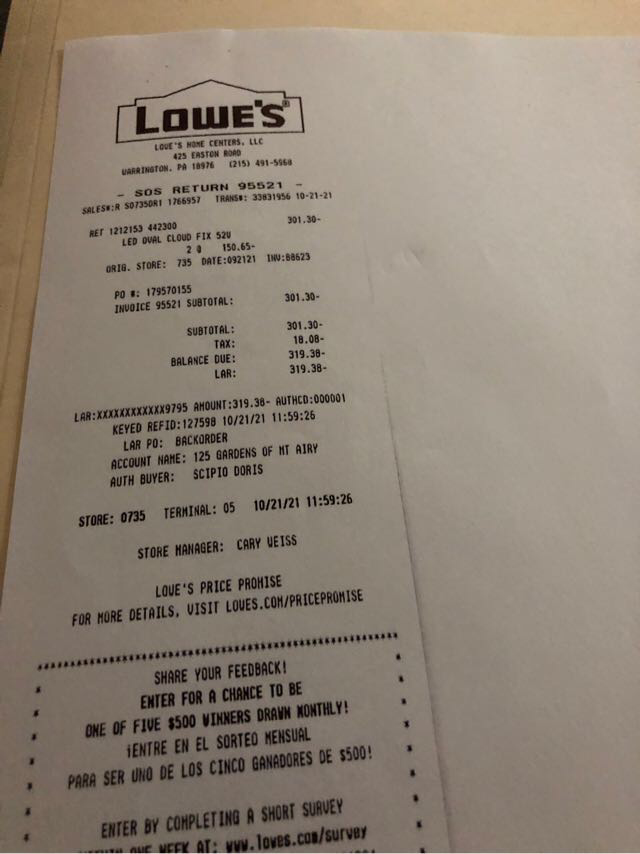 LOWE'S®
LOWE'S HOME CENTERS, LLC
425 EASTON ROAD
WARRINGTON, PA 18976 (215) 491-5968
- SOS RETURN 95521 -
SALES#:R S0735DR1 1766957 TRANS#: 33831956 10-21-21
RET 1212153 442300 301.30-
LED OVAL CLOUD FIX 52W
2 @ 150.65-
ORIG. STORE: 735 DATE:092121 INV:88623
PO #: 179570155
INVOICE 95521 SUBTOTAL: 301.30-
SUBTOTAL: 301.30-
TAX: 18.08-
BALANCE DUE: 319.38-
LAR: 319.38-
LAR:XXXXXXXXXXXX9795 AMOUNT:319.38- AUTHCD:000001
KEYED REFID:127598 10/21/21 11:59:26
LAR PO: BACKORDER
ACCOUNT NAME: 125 GARDENS OF MT AIRY
AUTH BUYER: SCIPIO DORIS
STORE: 0735 TERMINAL: 05 10/21/21 11:59:26
STORE MANAGER: CARY WEISS
LOWE'S PRICE PROMISE
FOR MORE DETAILS, VISIT LOWES.COM/PRICEPROMISE
SHARE YOUR FEEDBACK!
ENTER FOR A CHANCE TO BE
ONE OF FIVE $500 WINNERS DRAWN MONTHLY!
¡ENTRE EN EL SORTEO MENSUAL
PARA SER UNO DE LOS CINCO GANADORES DE $500!
ENTER BY COMPLETING A SHORT SURVEY
WITHIN ONE WEEK AT: www.lowes.com/survey